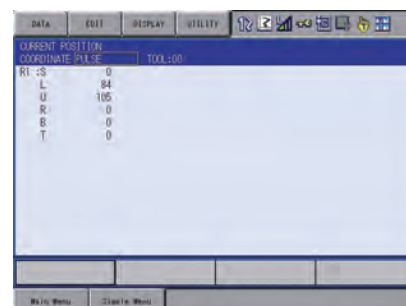 DATA EDIT DISPLAY UTILITY
CURRENT POSITION
COORDINATE PULSE TOOL:00
R1 :S 0
L 84
U 105
R 0
B 0
T 0
Main Menu Simple Menu